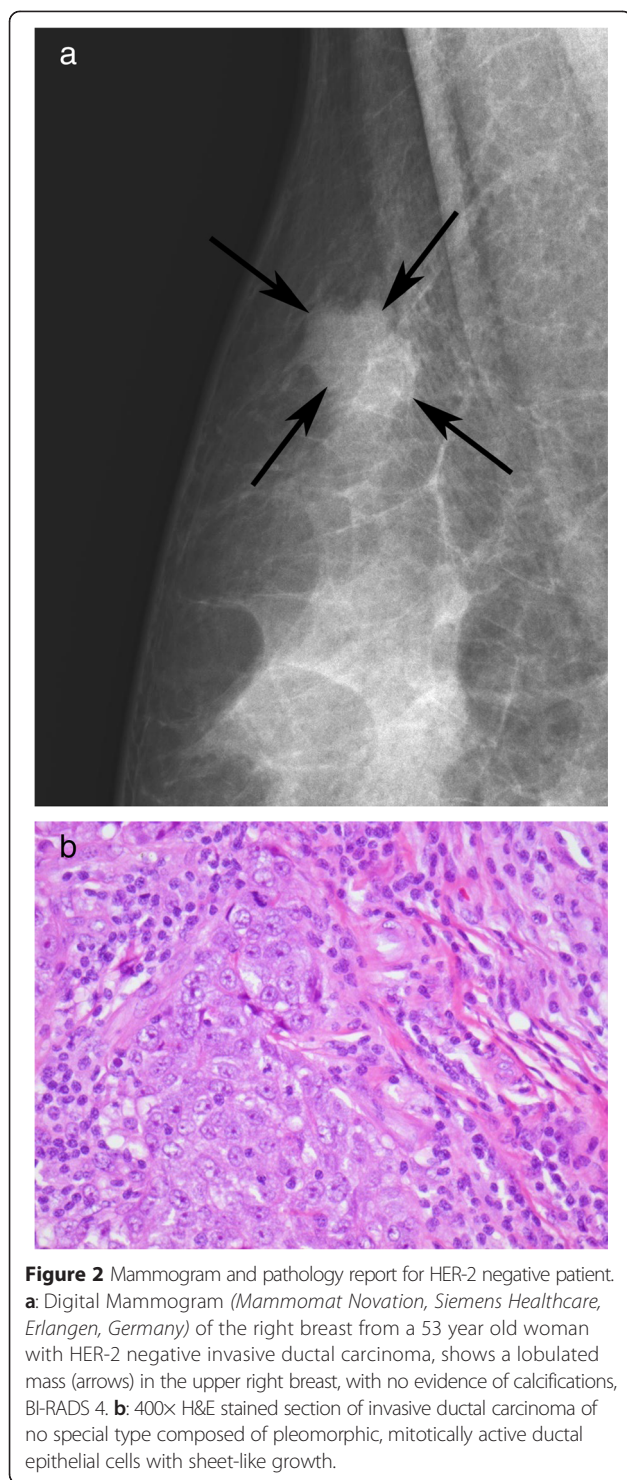 a
b
Figure 2 Mammogram and pathology report for HER-2 negative patient.
a: Digital Mammogram (Mammomat Novation, Siemens Healthcare,
Erlangen, Germany) of the right breast from a 53 year old woman
with HER-2 negative invasive ductal carcinoma, shows a lobulated
mass (arrows) in the upper right breast, with no evidence of calcifications,
BI-RADS 4. b: 400× H&E stained section of invasive ductal carcinoma of
no special type composed of pleomorphic, mitotically active ductal
epithelial cells with sheet-like growth.